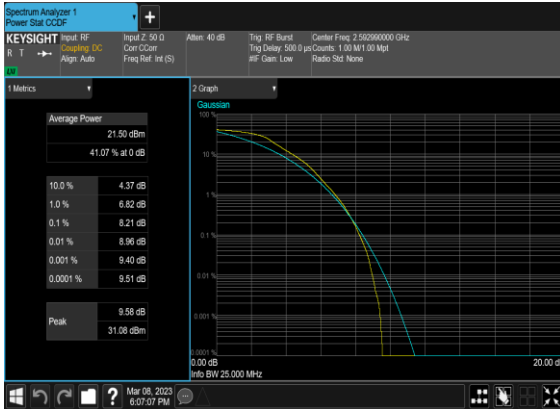 Spectrum Analyzer 1
Power Stat CCDF
KEYSIGHT Input: RF Input Z: 50 Ω Atten: 40 dB Trig: RF Burst Center Freq: 2.592990000 GHz
R T Coupling: DC Corr CCorr Trig Delay: 500.0 µs Counts: 1.00 M/1.00 Mpt
Align: Auto Freq Ref: Int (S) #IF Gain: Low Radio Std: None
1 Metrics
2 Graph
Average Power
21.50 dBm
41.07 % at 0 dB
10.0 % 4.37 dB
1.0 % 6.82 dB
0.1 % 8.21 dB
0.01 % 8.96 dB
0.001 % 9.40 dB
0.0001 % 9.51 dB
Peak 9.58 dB
31.08 dBm
Gaussian
100 %
10 %
1 %
0.1 %
0.01 %
0.001 %
0.0001 %
0.00 dB 20.00 d
Info BW 25.000 MHz
Mar 08, 2023
6:07:07 PM